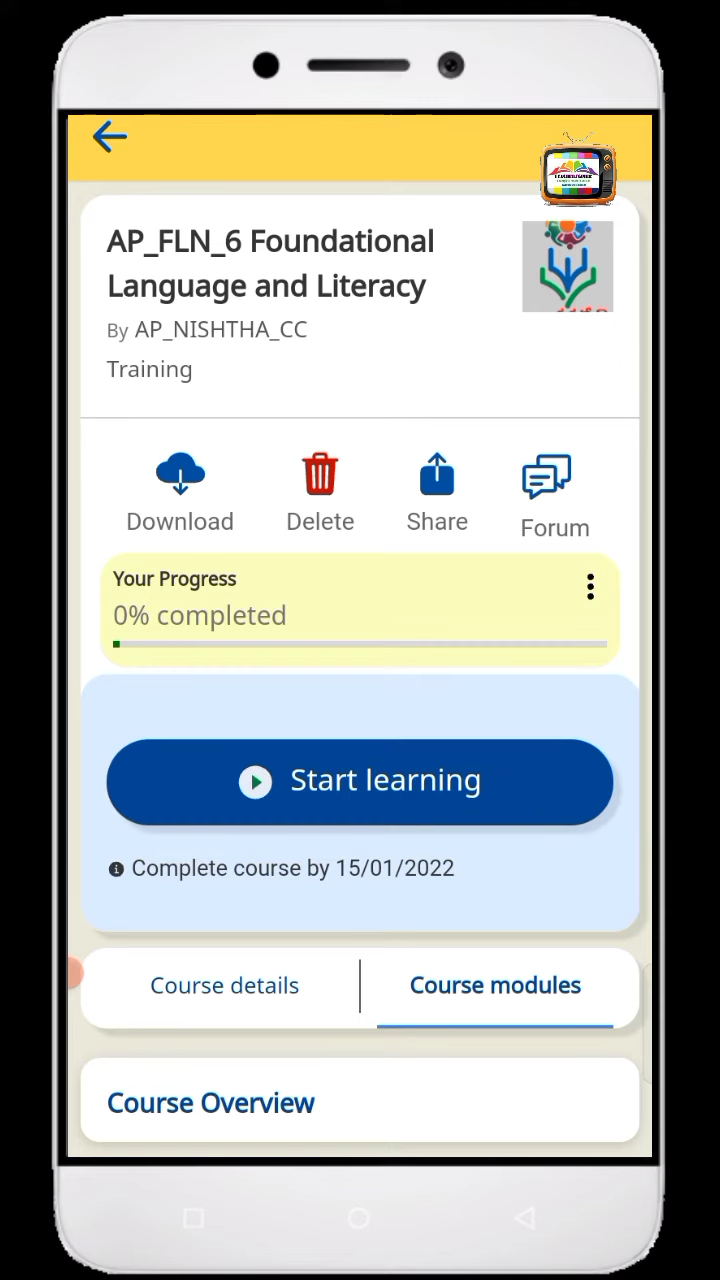 AP_FLN_6 Foundational
Language and Literacy
By AP_NISHTHA_CC
Training
Download
Delete
Share
Forum
Your Progress
0% completed
Start learning
Complete course by 15/01/2022
Course details
Course modules
Course Overview